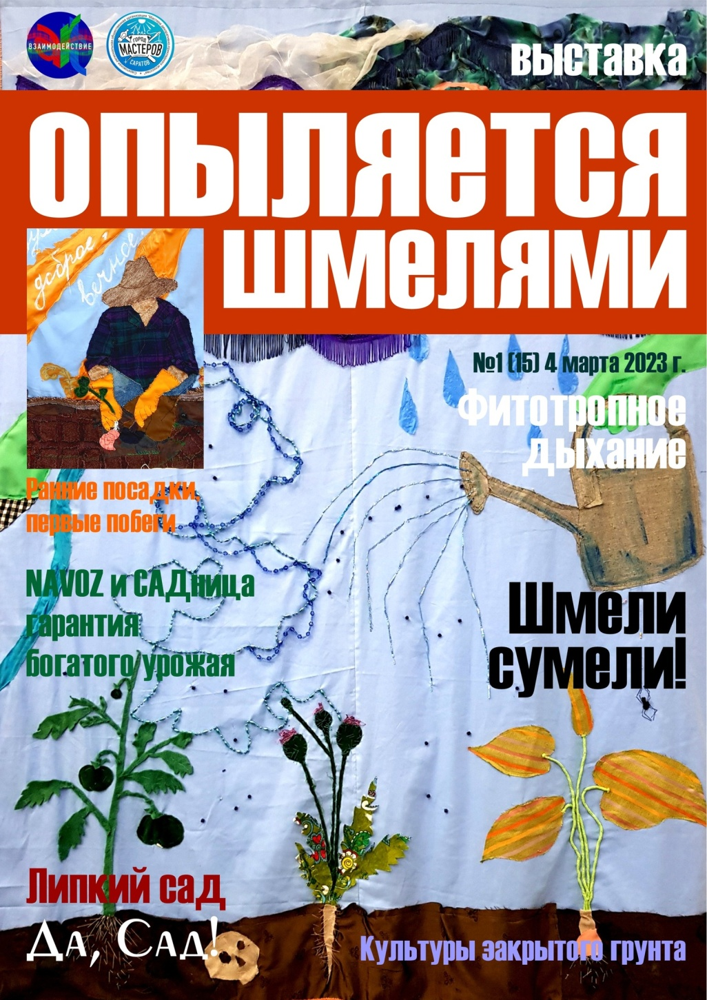 ВЗАИМОДЕЙСТВИЕ
ГОРОД
МАСТЕРОВ
САРАТОВ
выставка
опыляется
шмелями
доброе,
вечное
№1 (15) 4 марта 2023 г.
Фитотропное
дыхание
Ранние посадки,
первые побеги
NAVOZ и САДница
гарантия
богатого урожая
Шмели
сумели!
Липкий сад
Да, Сад!
Культуры закрытого грунта